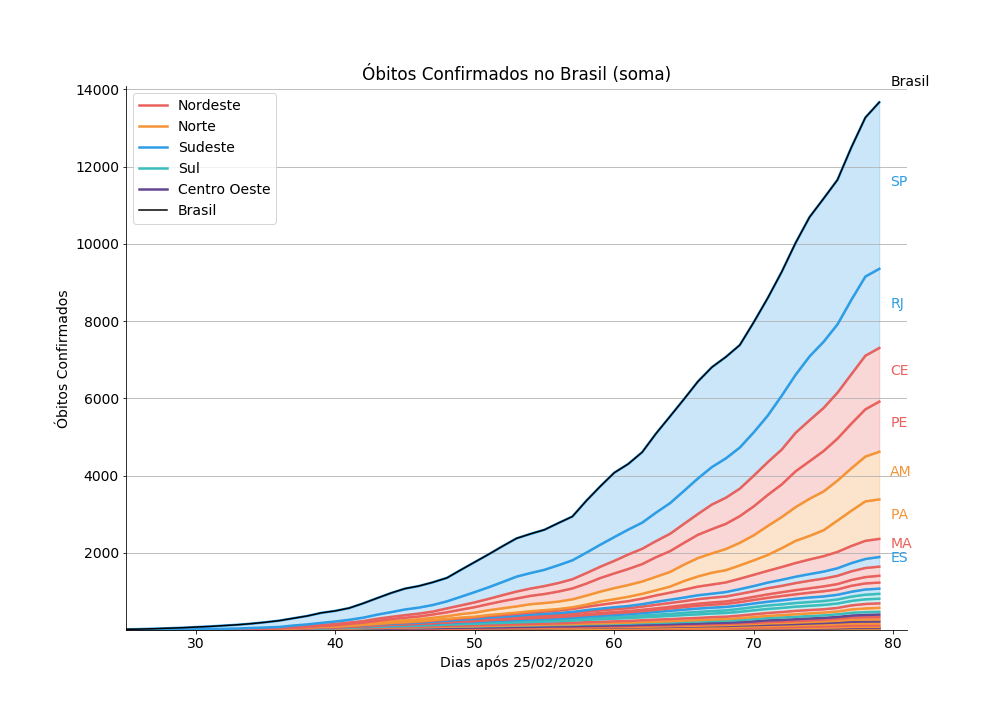 Óbitos Confirmados no Brasil (soma)
Brasil
14000
12000
10000
8000
6000
4000
2000
Óbitos Confirmados
Nordeste
Norte
Sudeste
Sul
Centro Oeste
Brasil
SP
RJ
CE
PE
AM
PA
MA
ES
30
40
50
60
70
80
Dias após 25/02/2020